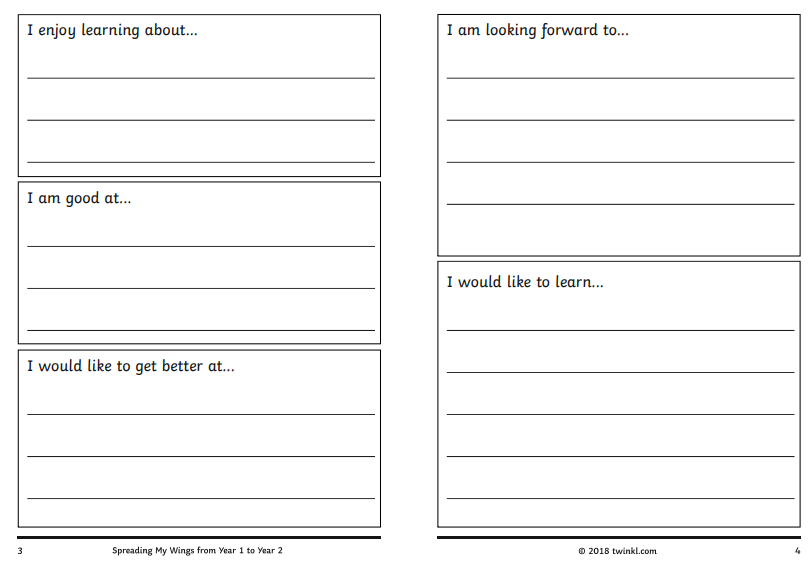 I enjoy learning about...
I am good at...
I would like to get better at...
3 Spreading My Wings from Year 1 to Year 2
I am looking forward to...
I would like to learn...
© 2018 twinkl.com 4